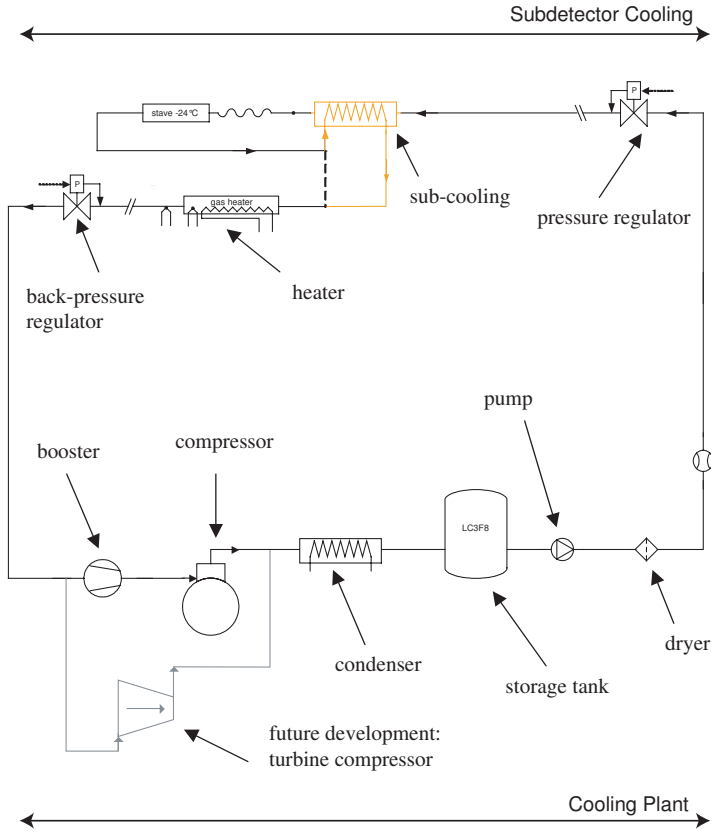 Subdetector Cooling
P
stave -24°C
sub-cooling
pressure regulator
P
gas heater
heater
back-pressure
regulator
pump
compressor
booster
LC3F8
dryer
condenser
storage tank
future development:
turbine compressor
Cooling Plant